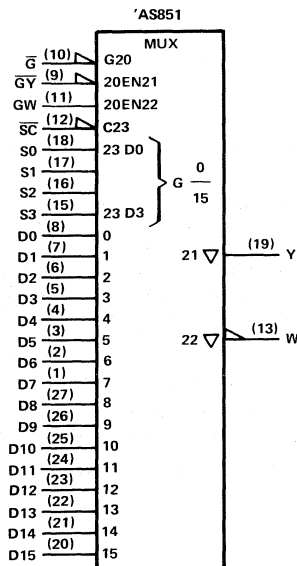 'AS851
MUX
G̅ (10) G20
G̅Y̅ (9) 20EN21
GW (11) 20EN22
S̅C̅ (12) C23
S0 (18) 23 D0
S1 (17)
S2 (16)
S3 (15) 23 D3
G 0/15
D0 (8) 0
D1 (7) 1
D2 (6) 2
D3 (5) 3
D4 (4) 4
D5 (3) 5
D6 (2) 6
D7 (1) 7
D8 (27) 8
D9 (26) 9
D10 (25) 10
D11 (24) 11
D12 (23) 12
D13 (22) 13
D14 (21) 14
D15 (20) 15
21 ▽ (19) Y
22 ▽ (13) W